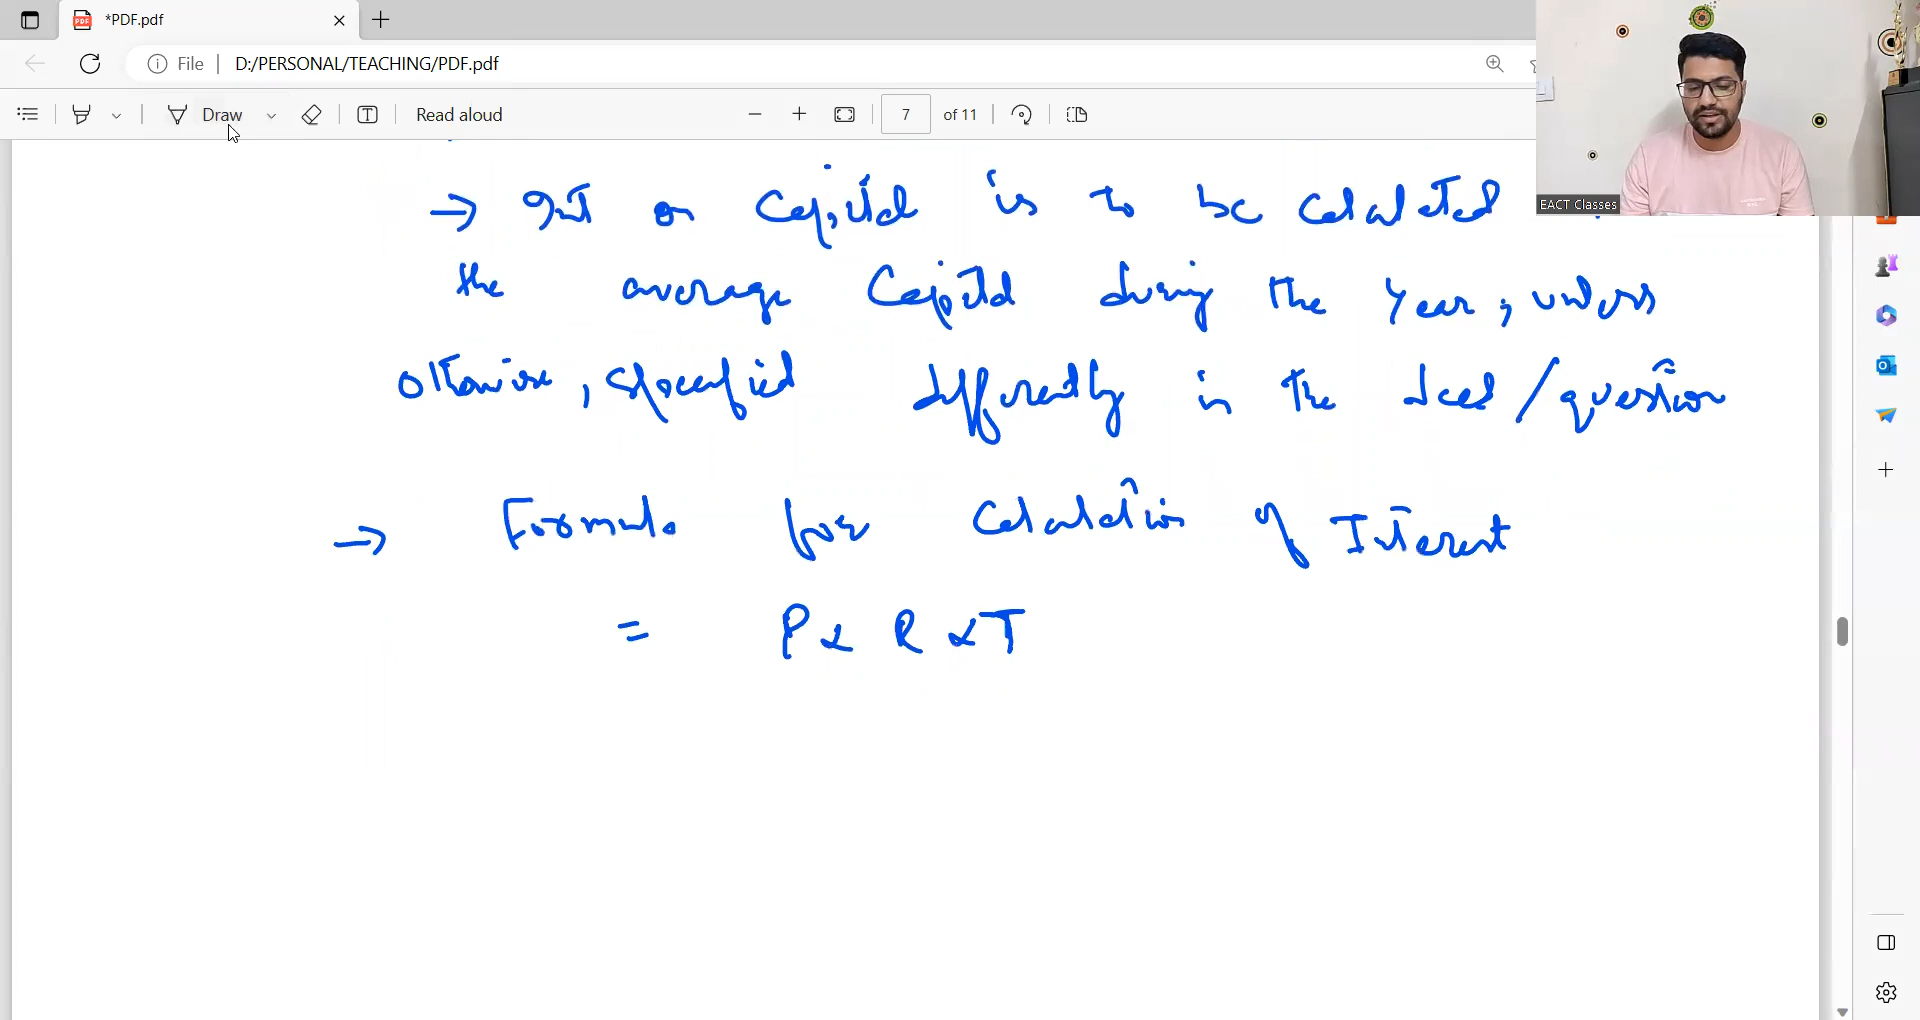 *PDF.pdf
File | D:/PERSONAL/TEACHING/PDF.pdf
Draw Read aloud 7 of 11
EACT Classes
→ Int on Capital is to be calculated
the average Capital during the Year, unless
otherwise, specified differently in the deed/question
→ Formula for Calculation of Interest
= P x R x T